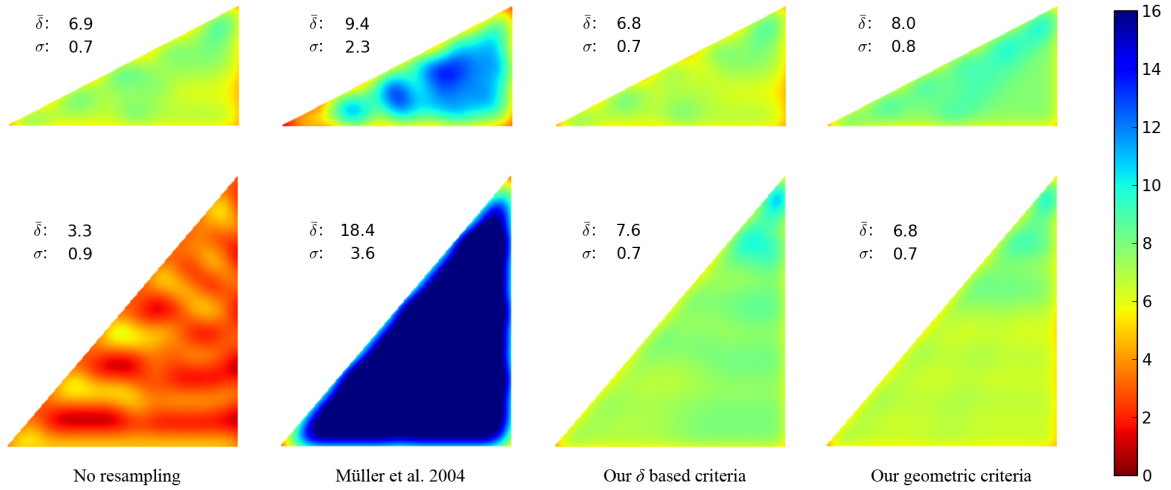 δ̄: 6.9
σ: 0.7
δ̄: 9.4
σ: 2.3
δ̄: 6.8
σ: 0.7
δ̄: 8.0
σ: 0.8
δ̄: 3.3
σ: 0.9
δ̄: 18.4
σ: 3.6
δ̄: 7.6
σ: 0.7
δ̄: 6.8
σ: 0.7
16
14
12
10
8
6
4
2
0
No resampling
Müller et al. 2004
Our δ based criteria
Our geometric criteria